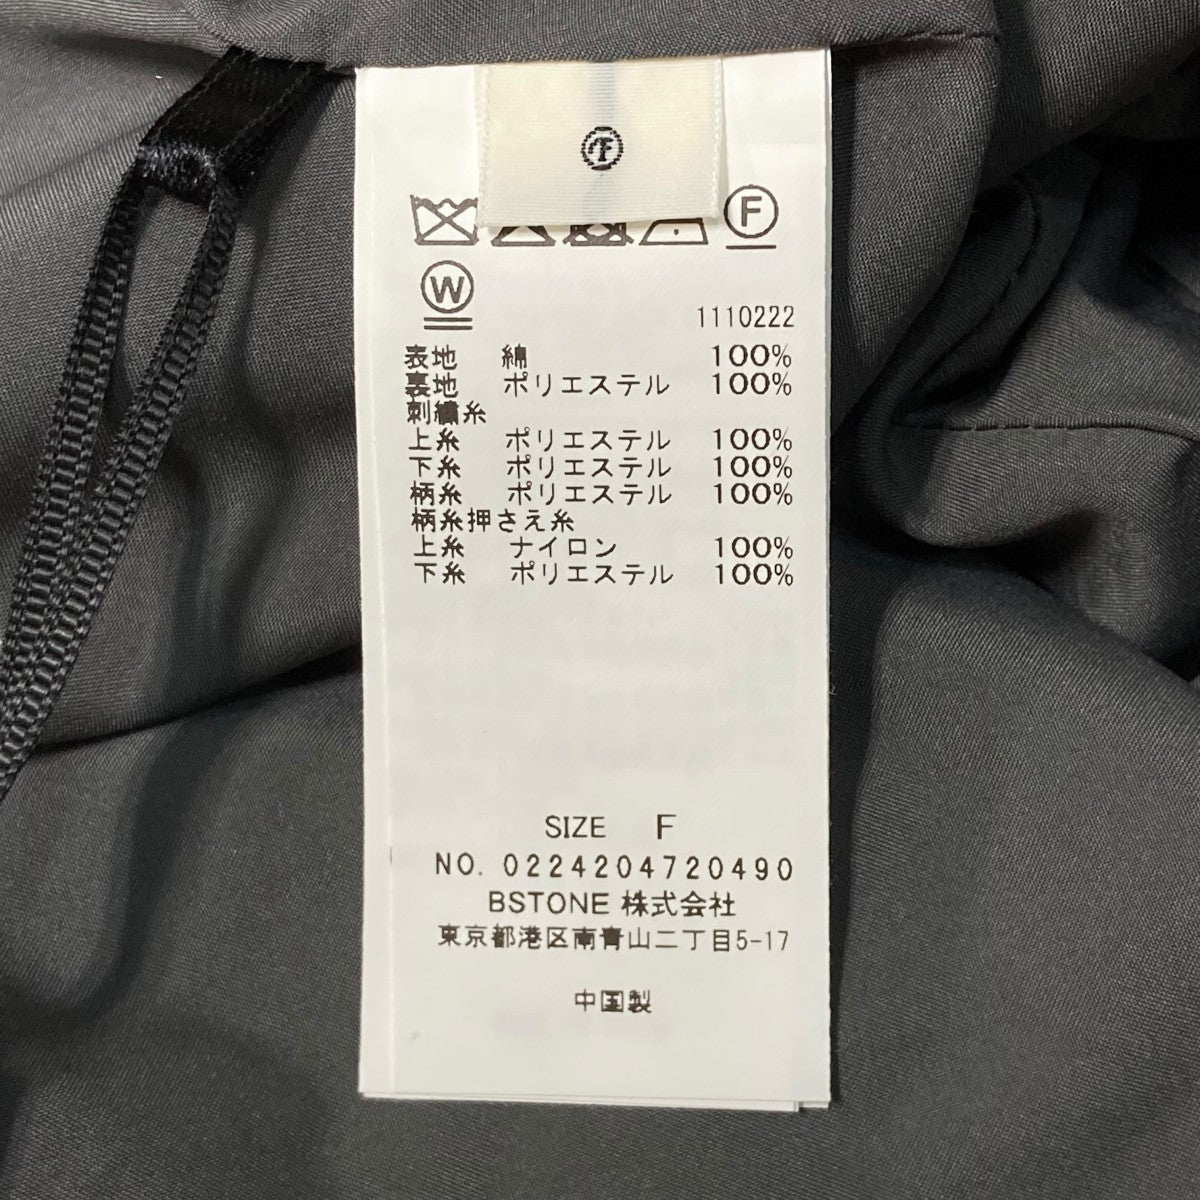 F
F
W
1110222
表地 綿 100%
裏地 ポリエステル 100%
刺繍糸
上糸 ポリエステル 100%
下糸 ポリエステル 100%
柄糸 ポリエステル 100%
柄糸押さえ糸
上糸 ナイロン 100%
下糸 ポリエステル 100%
SIZE F
NO. 0224204720490
BSTONE 株式会社
東京都港区南青山二丁目5-17
中国製